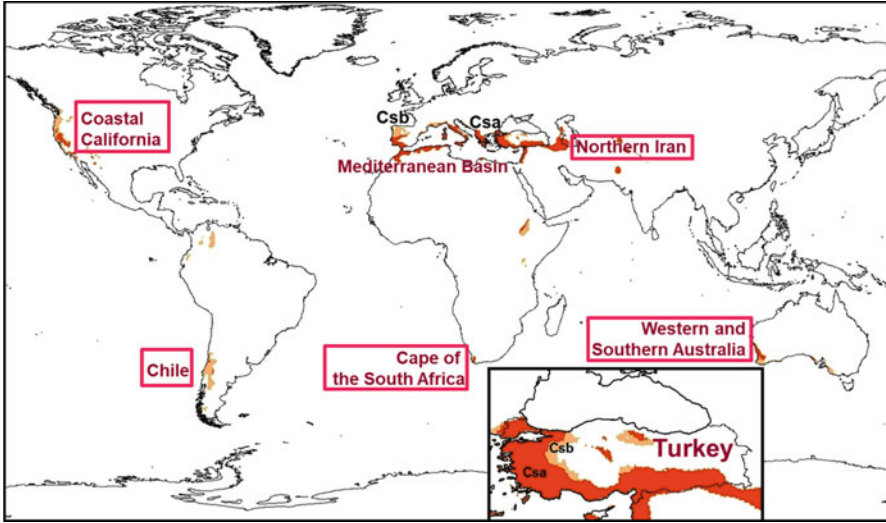 Coastal
California
Csb
Csa
Northern Iran
Mediterranean Basin
Chile
Cape of
the South Africa
Western and
Southern Australia
Csb
Turkey
Csa